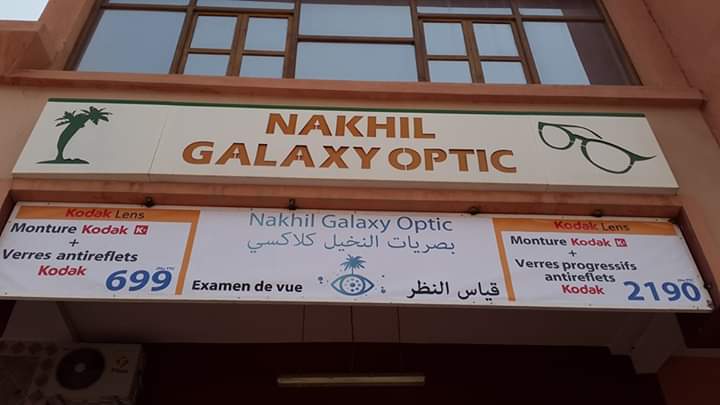 NAKHIL
GALAXY OPTIC
Kodak Lens
Monture Kodak K
+
Verres antireflets
Kodak 699
Nakhil Galaxy Optic
بصريات النخيل كلاكسي
Examen de vue
قياس النظر
Kodak Lens
Monture Kodak K
+
Verres progressifs
antireflets
Kodak 2190